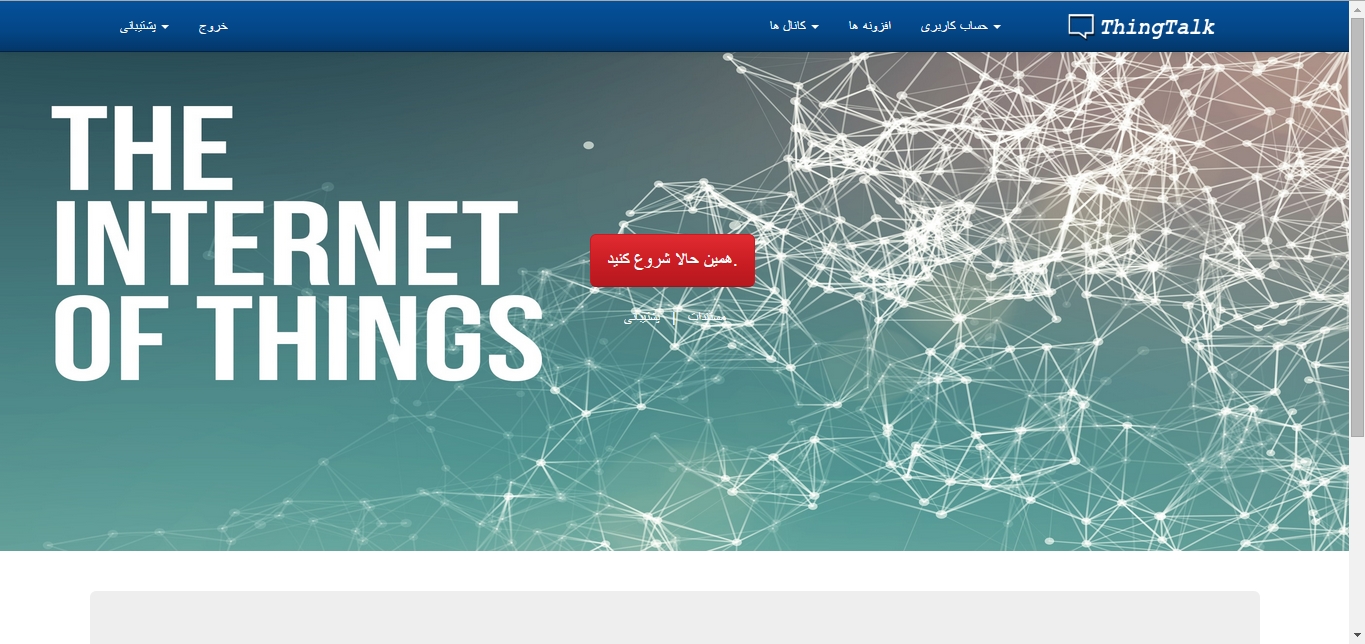 ThingTalk
حساب کاربری
افزونه ها
کانال ها
خروج
پشتیبانی
THE
INTERNET
OF THINGS
همین حالا شروع کنید.
مستندات | پشتیبانی